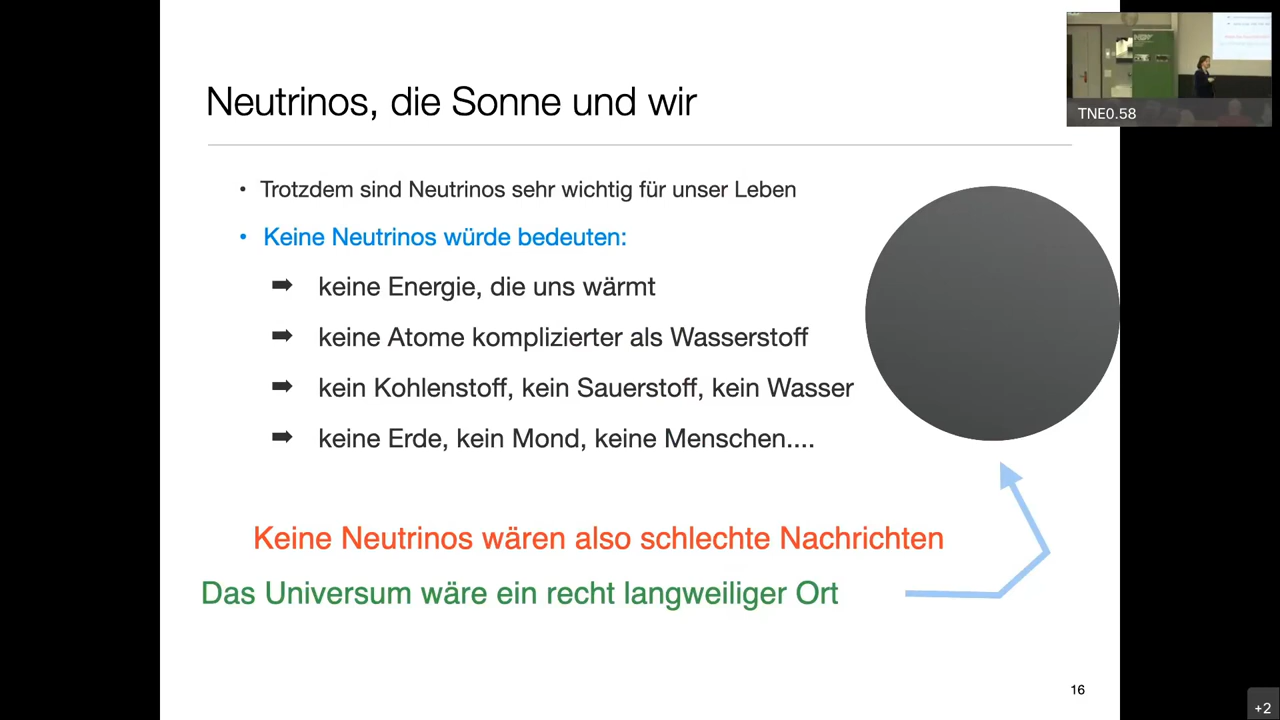 Neutrinos, die Sonne und wir
TNE0.58
• Trotzdem sind Neutrinos sehr wichtig für unser Leben
• Keine Neutrinos würde bedeuten:
➡ keine Energie, die uns wärmt
➡ keine Atome komplizierter als Wasserstoff
➡ kein Kohlenstoff, kein Sauerstoff, kein Wasser
➡ keine Erde, kein Mond, keine Menschen....
Keine Neutrinos wären also schlechte Nachrichten
Das Universum wäre ein recht langweiliger Ort
16
+2